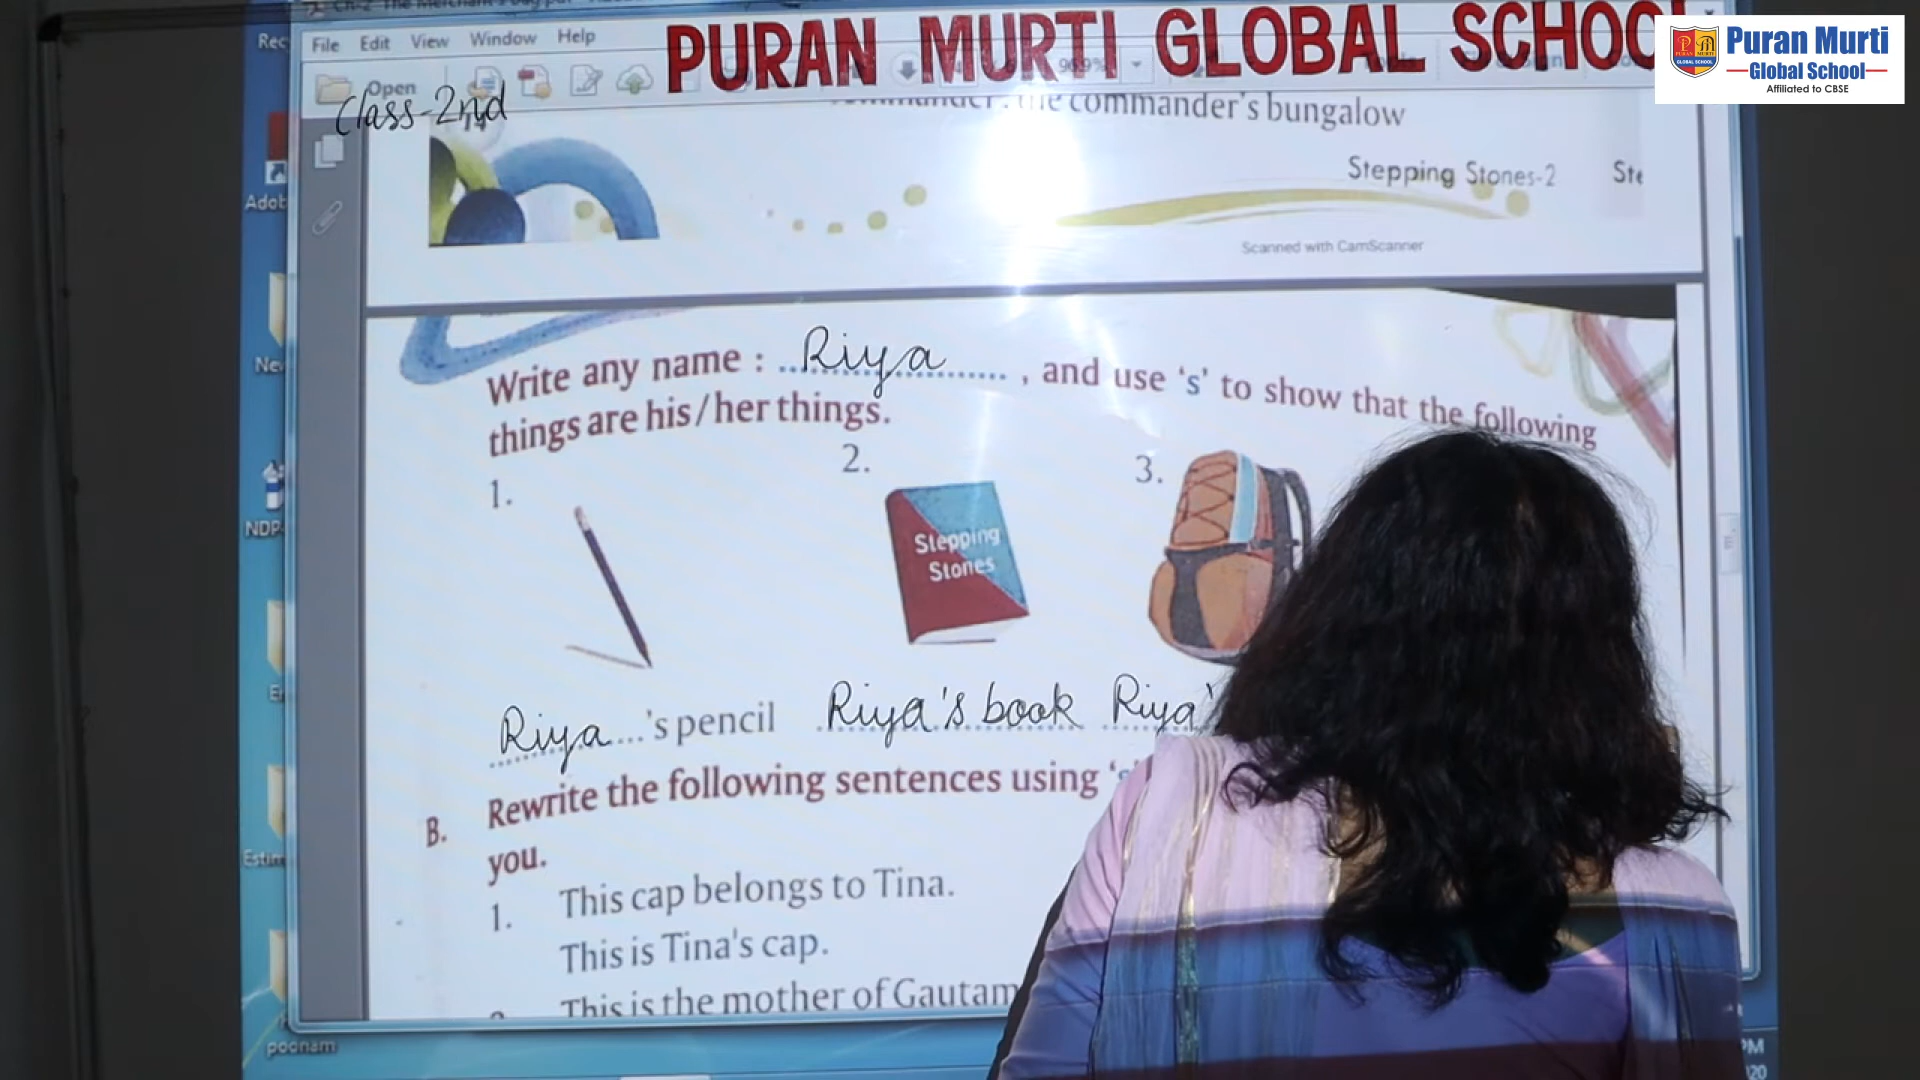 File Edit View Window Help
PURAN MURTI GLOBAL SCHOOL
Puran Murti
Global School
Affiliated to CBSE
Open
Class-2nd
the commander's bungalow
Stepping Stones-2
Scanned with CamScanner
Write any name : Riya , and use 's' to show that the following
things are his/her things.
1.
2.
3.
Stepping
Stones
Riya 's pencil Riya's book Riya'
B. Rewrite the following sentences using 's'
you.
1. This cap belongs to Tina.
This is Tina's cap.
This is the mother of Gautam
poonam